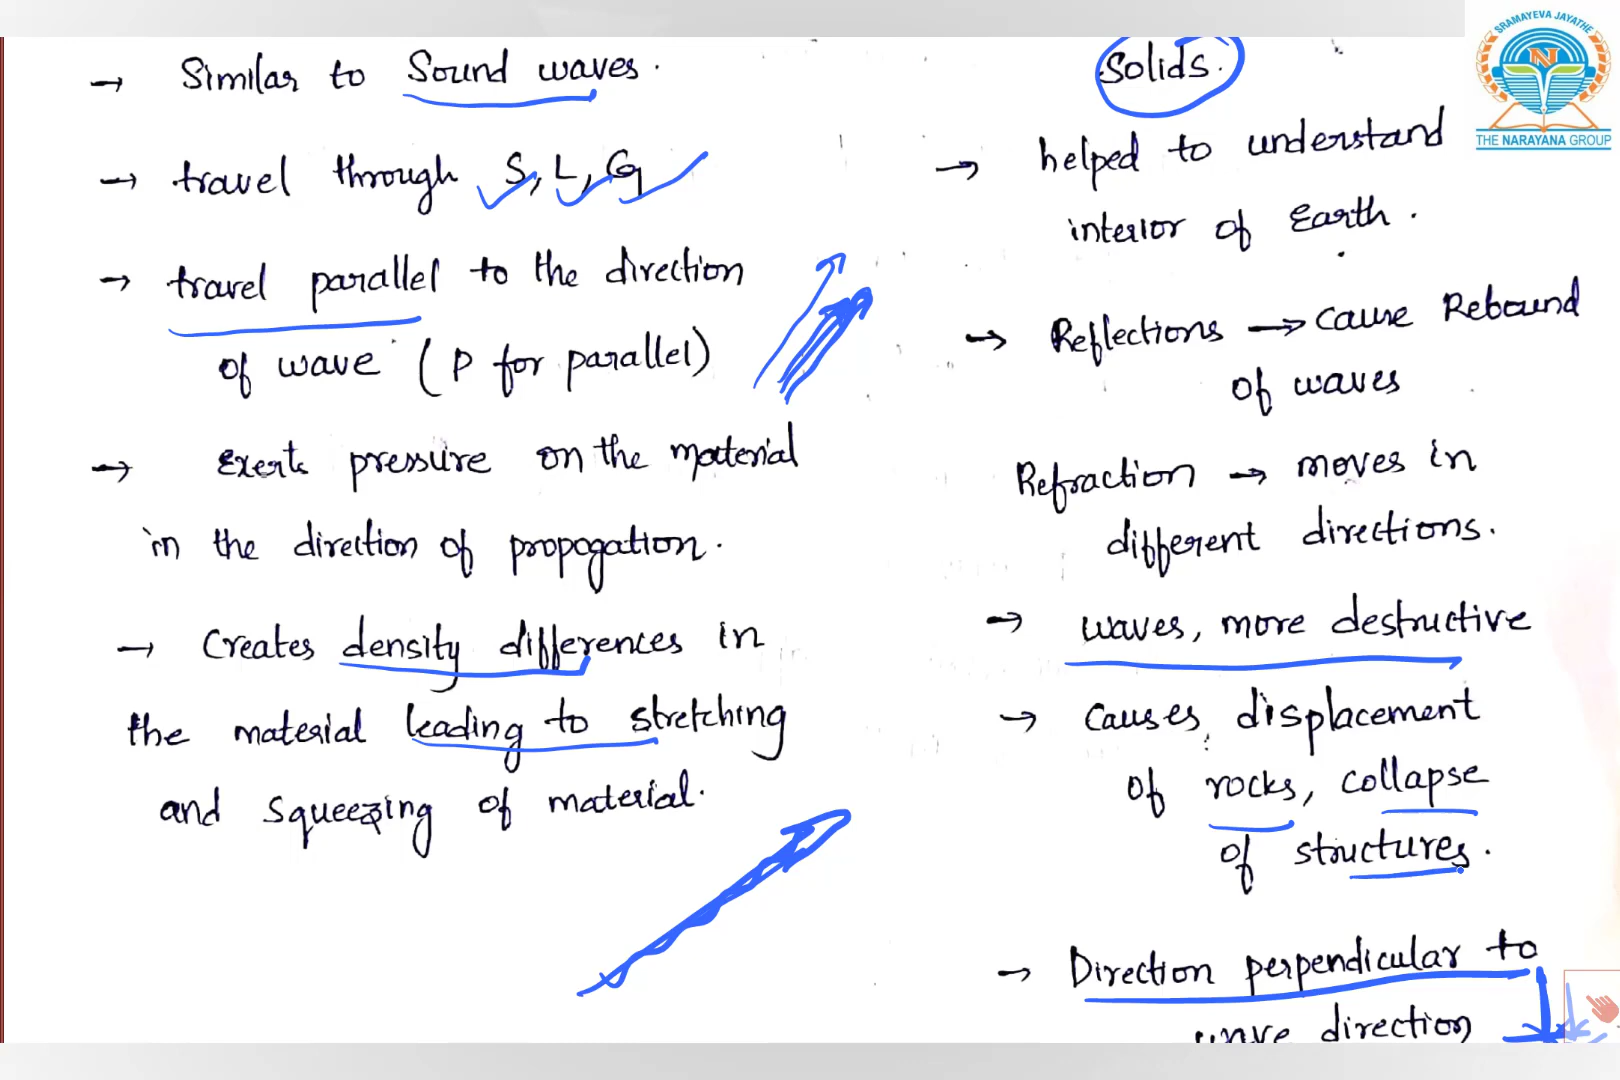 → Similar to Sound waves.
→ travel through S, L, G
→ travel parallel to the direction
of wave (P for parallel)
→ Exerts pressure on the material
in the direction of propogation.
→ Creates density differences in
the material leading to stretching
and squeezing of material.
Solids.
→ helped to understand
interior of Earth.
→ Reflections → cause Rebound
of waves
Refraction → moves in
different directions.
→ waves, more destructive
→ Causes displacement
of rocks, collapse
of structures.
→ Direction perpendicular to
wave direction
SRAMAYEVA JAYATHE
N
THE NARAYANA GROUP